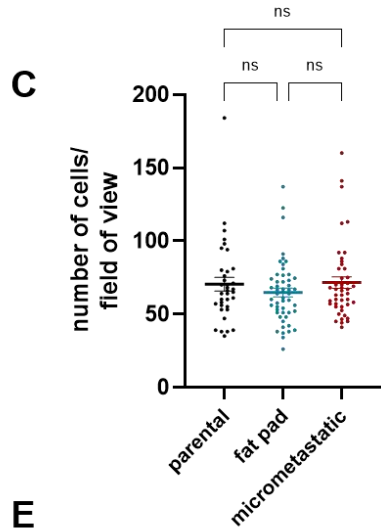 ns
ns
ns
C
200
150
100
50
0
number of cells/
field of view
parental
fat pad
micrometastatic
E